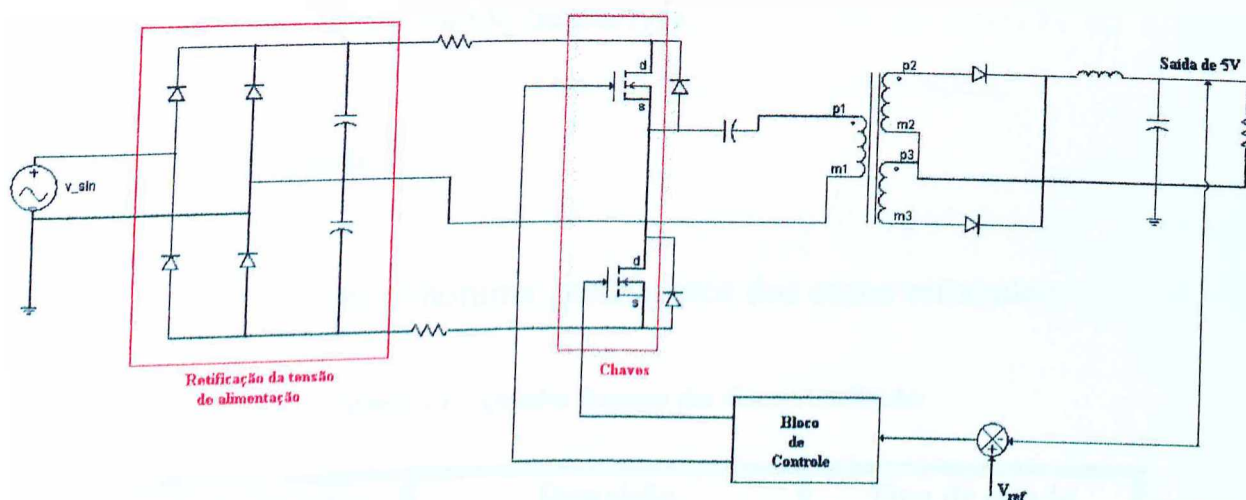 Saída de 5V
p2
d
s
p1
m2
p3
v_sin
m1
m3
d
s
Chaves
Retificação da tensão
de alimentação
Bloco
de
Controle
V_ref